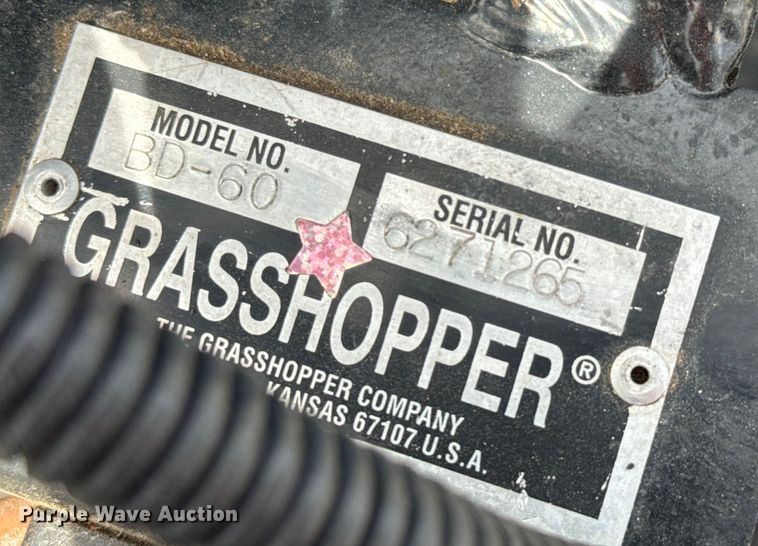 MODEL NO.
BD-60
SERIAL NO.
6271265
GRASSHOPPER®
THE GRASSHOPPER COMPANY
KANSAS 67107 U.S.A.
Purple Wave Auction